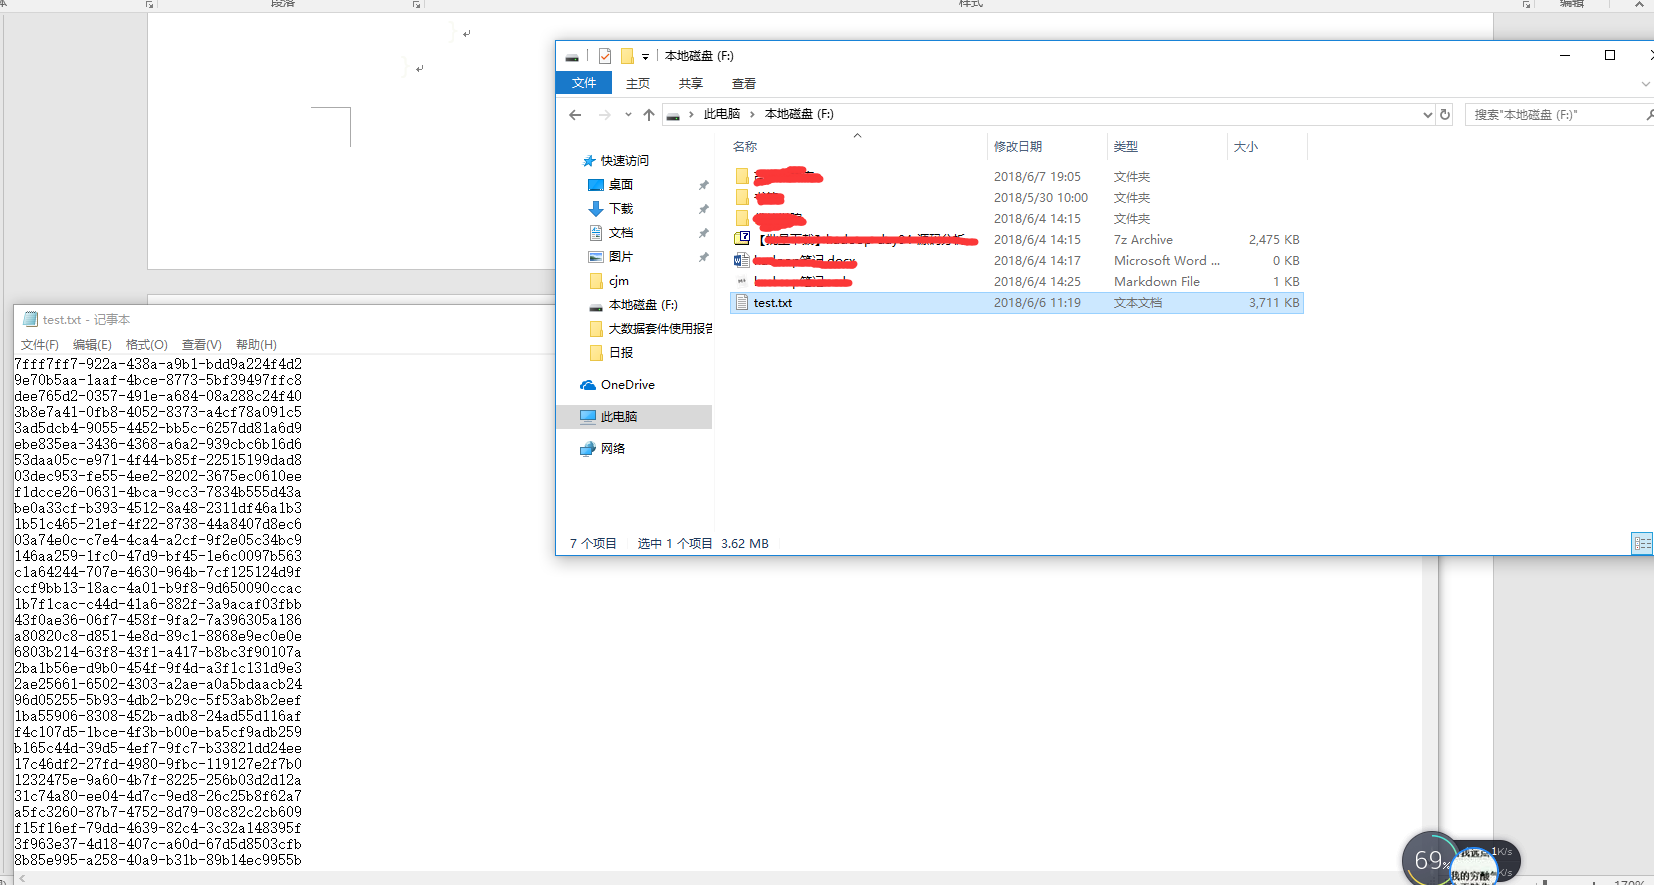 段落
样式
编辑
本地磁盘 (F:)
文件 主页 共享 查看
此电脑 本地磁盘 (F:)
搜索"本地磁盘 (F:)"
名称 修改日期 类型 大小
快速访问
桌面
下载
文档
图片
cjm
本地磁盘 (F:)
大数据套件使用报告
日报
OneDrive
此电脑
网络
2018/6/7 19:05 文件夹
2018/5/30 10:00 文件夹
2018/6/4 14:15 文件夹
2018/6/4 14:15 7z Archive 2,475 KB
2018/6/4 14:17 Microsoft Word ... 0 KB
2018/6/4 14:25 Markdown File 1 KB
test.txt 2018/6/6 11:19 文本文档 3,711 KB
7 个项目 选中 1 个项目 3.62 MB
test.txt - 记事本
文件(F) 编辑(E) 格式(O) 查看(V) 帮助(H)
7fff7ff7-922a-438a-a9b1-bdd9a224f4d2
9e70b5aa-1aaf-4bce-8773-5bf39497ffc8
dee765d2-0357-491e-a684-08a288c24f40
3b8e7a41-0fb8-4052-8373-a4cf78a091c5
3ad5dcb4-9055-4452-bb5c-6257dd81a6d9
ebe835ea-3436-4368-a6a2-939cbc6b16d6
53daa05c-e971-4f44-b85f-22515199dad8
03dec953-fe55-4ee2-8202-3675ec0610ee
f1dcce26-0631-4bca-9cc3-7834b555d43a
be0a33cf-b393-4512-8a48-2311df46a1b3
1b51c465-21ef-4f22-8738-44a8407d8ec6
03a74e0c-c7e4-4ca4-a2cf-9f2e05c34bc9
146aa259-1fc0-47d9-bf45-1e6c0097b563
c1a64244-707e-4630-964b-7cf125124d9f
ccf9bb13-18ac-4a01-b9f8-9d650090ccac
1b7f1cac-c44d-41a6-882f-3a9acaf03fbb
43f0ae36-06f7-458f-9fa2-7a396305a186
a80820c8-d851-4e8d-89c1-8868e9ec0e0e
6803b214-63f8-43f1-a417-b8bc3f90107a
2ba1b56e-d9b0-454f-9f4d-a3f1c131d9e3
2ae25661-6502-4303-a2ae-a0a5bdaacb24
96d05255-5b93-4db2-b29c-5f53ab8b2eef
1ba55906-8308-452b-adb8-24ad55d116af
f4c107d5-1bce-4f3b-b00e-ba5cf9adb259
b165c44d-39d5-4ef7-9fc7-b33821dd24ee
17c46df2-27fd-4980-9fbc-119127e2f7b0
1232475e-9a60-4b7f-8225-256b03d2d12a
31c74a80-ee04-4d7c-9ed8-26c25b8f62a7
a5fc3260-87b7-4752-8d79-08c82c2cb609
f15f16ef-79dd-4639-82c4-3c32a148395f
3f963e37-4d18-407c-a60d-67d5d8503cfb
8b85e995-a258-40a9-b31b-89b14ec9955b
69%
1K/s